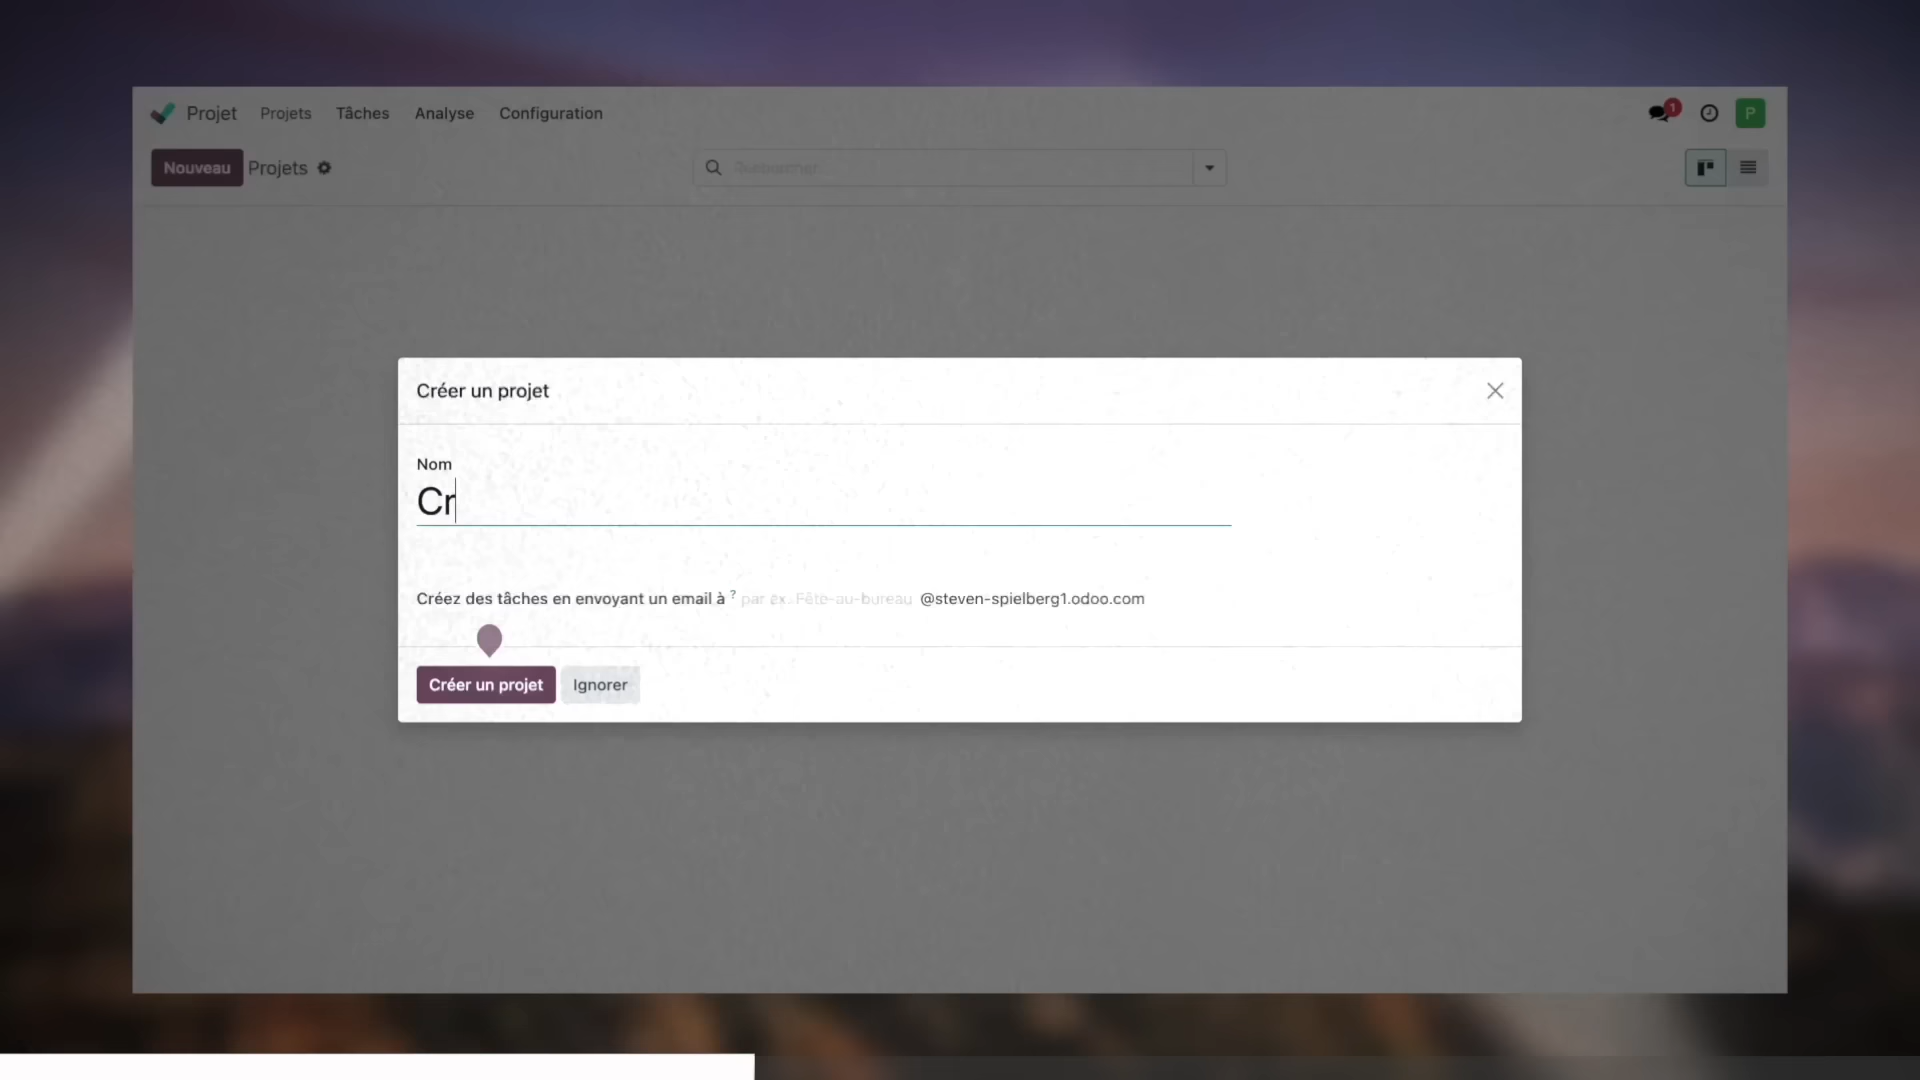 Projet Projets Tâches Analyse Configuration 1 P
Nouveau Projets
Créer un projet
Nom
Cr
Créez des tâches en envoyant un email à ? par ex. Fête-au-bureau @steven-spielberg1.odoo.com
Créer un projet Ignorer